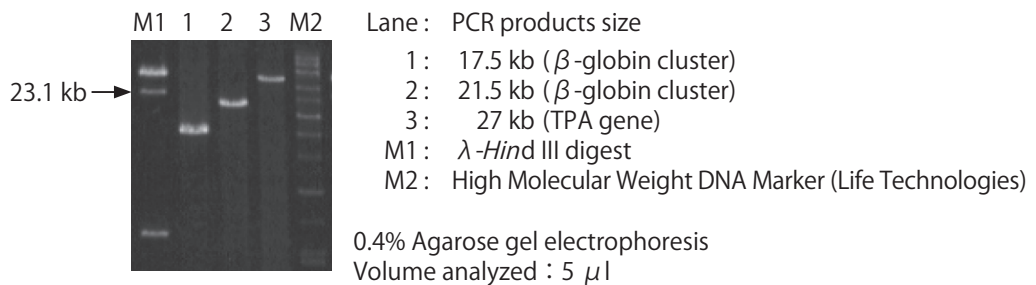 M1 1 2 3 M2
23.1 kb
Lane : PCR products size
1 : 17.5 kb (β-globin cluster)
2 : 21.5 kb (β-globin cluster)
3 : 27 kb (TPA gene)
M1 : λ-Hind III digest
M2 : High Molecular Weight DNA Marker (Life Technologies)
0.4% Agarose gel electrophoresis
Volume analyzed : 5 μl